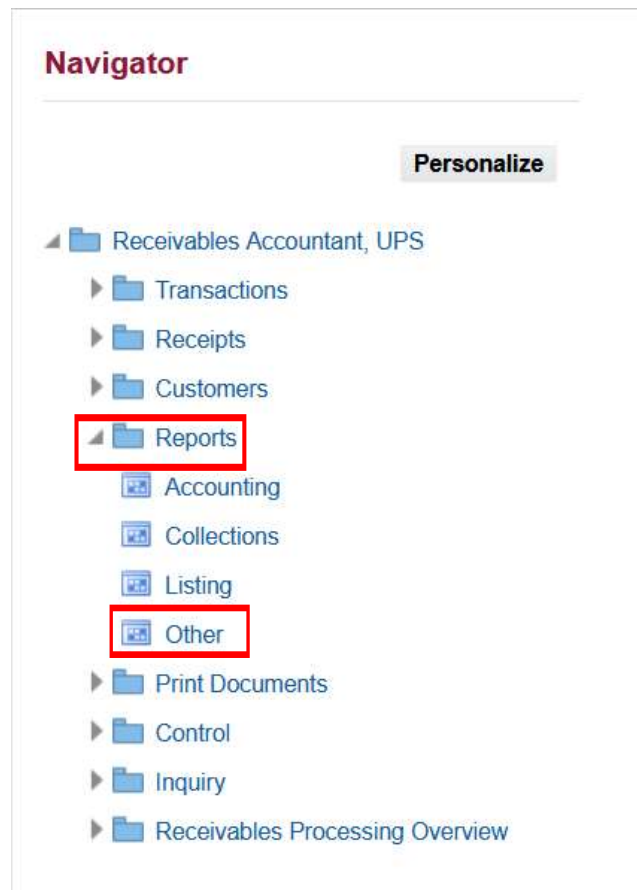 Navigator
Personalize
Receivables Accountant, UPS
Transactions
Receipts
Customers
Reports
Accounting
Collections
Listing
Other
Print Documents
Control
Inquiry
Receivables Processing Overview